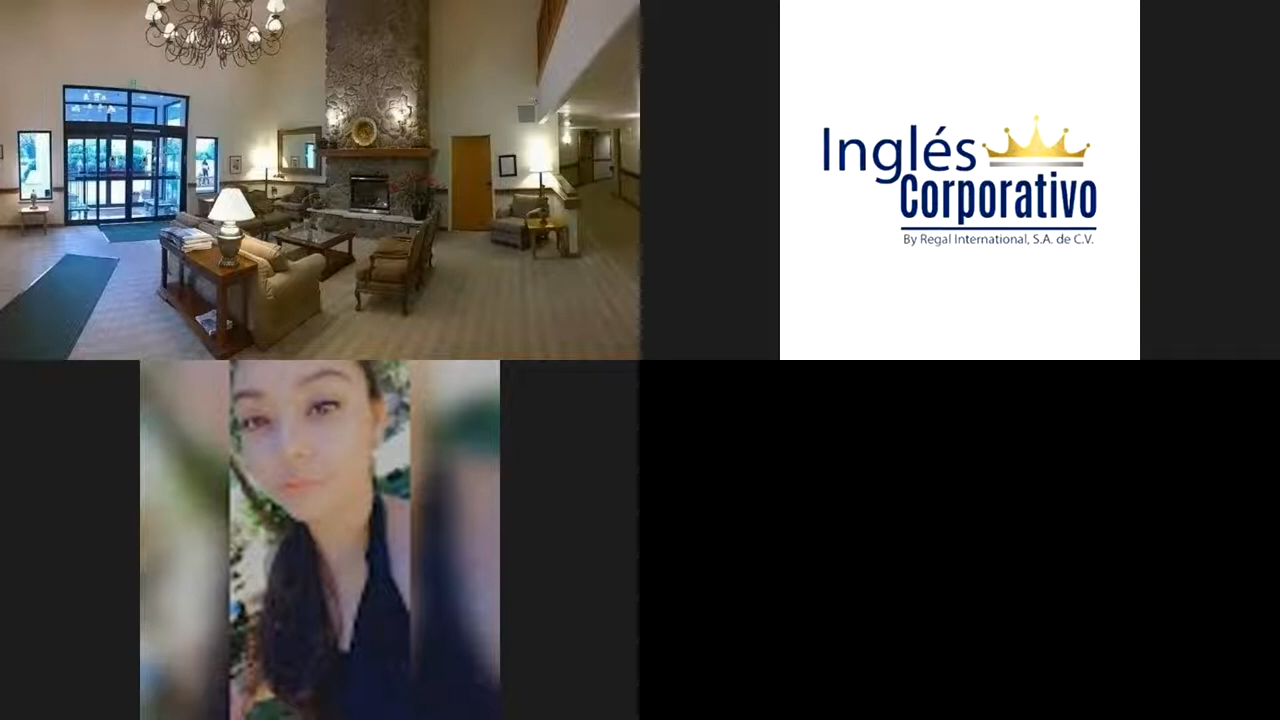 Inglés
Corporativo
By Regal International, S.A. de C.V.